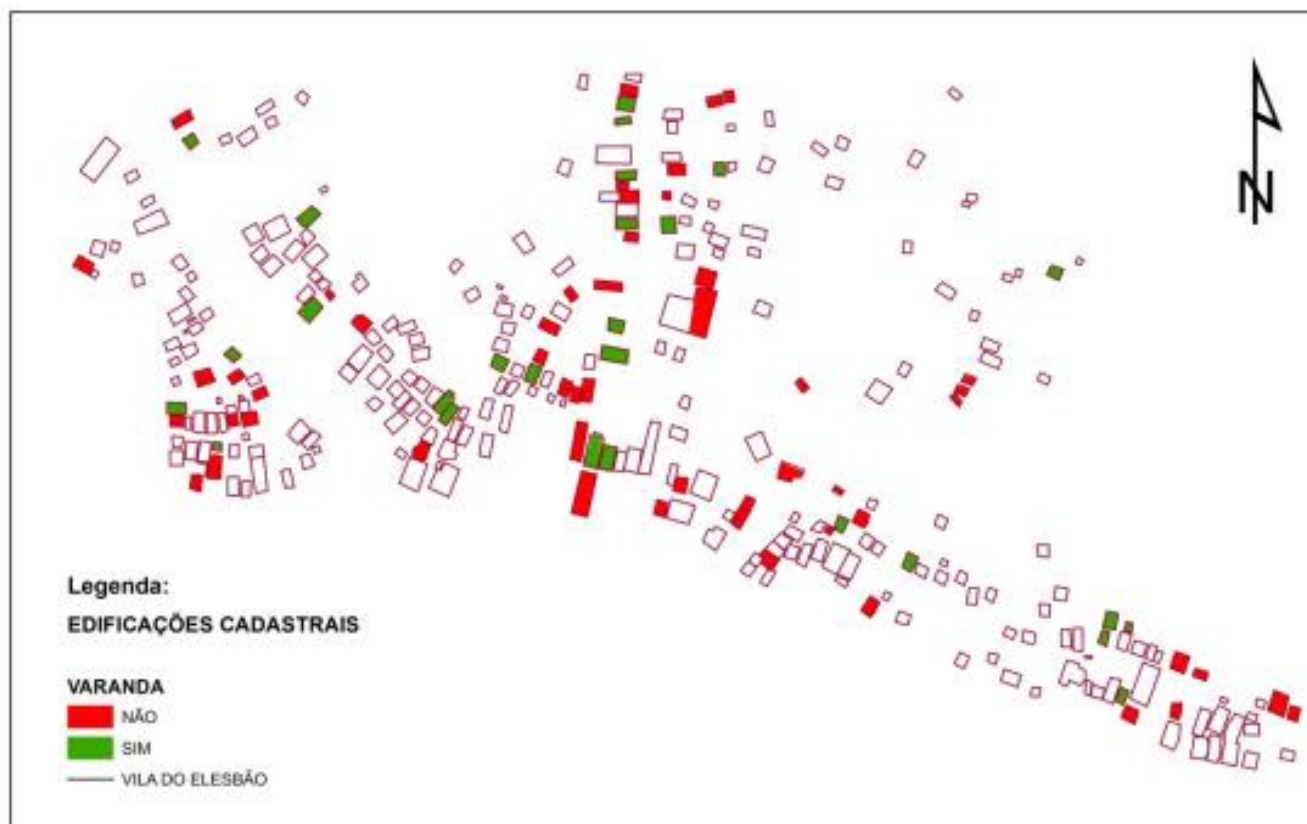 N
Legenda:
EDIFICAÇÕES CADASTRAIS
VARANDA
NÃO
SIM
VILA DO ELESBÃO